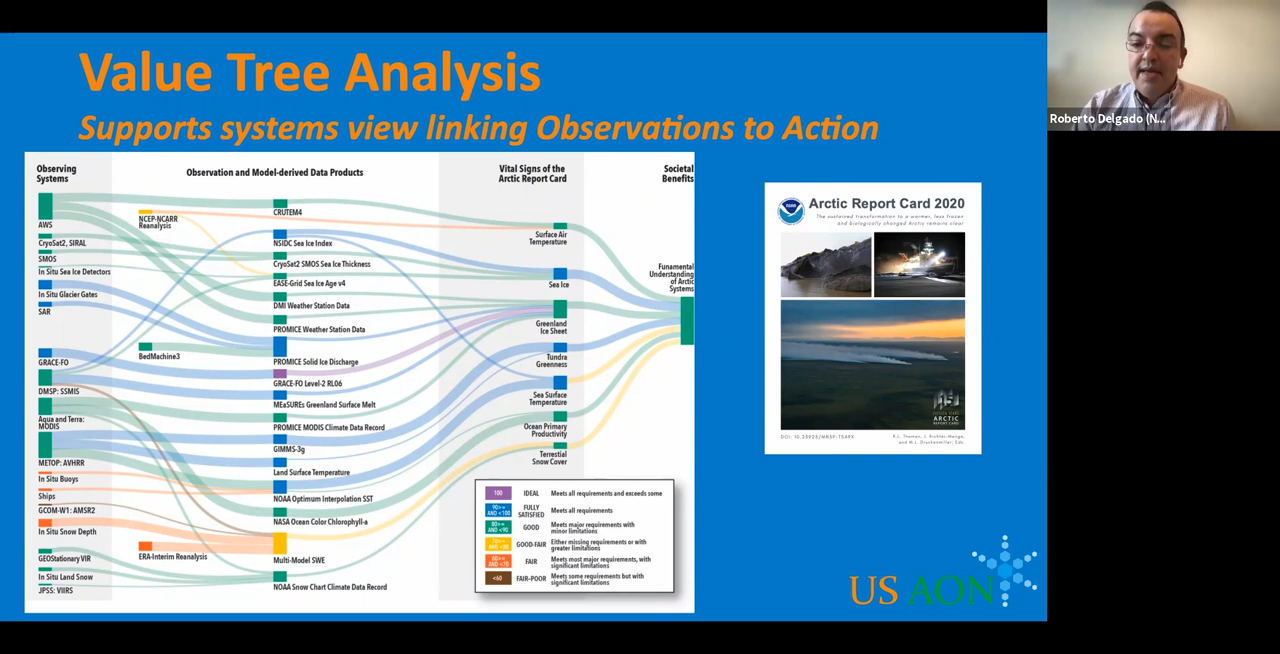 Value Tree Analysis
Supports systems view linking Observations to Action
Observing
Systems
Observation and Model-derived Data Products
Vital Signs of the
Arctic Report Card
Societal
Benefits
AWS
CryoSat2, SIRAL
SMOS
In Situ Sea Ice Detectors
In Situ Glacier Gates
SAR
GRACE-FO
DMSP: SSMIS
Aqua and Terra:
MODIS
METOP: AVHRR
In Situ Buoys
Ships
GCOM-W1: AMSR2
In Situ Snow Depth
GEOStationary VIR
In Situ Land Snow
JPSS: VIIRS
NCEP-NCARR
Reanalysis
BedMachine3
ERA-Interim Reanalysis
CRUTEM4
NSIDC Sea Ice Index
CryoSat2 SMOS Sea Ice Thickness
EASE-Grid Sea Ice Age v4
DMI Weather Station Data
PROMICE Weather Station Data
PROMICE Solid Ice Discharge
GRACE-FO Level-2 RL06
MEaSUREs Greenland Surface Melt
PROMICE MODIS Climate Data Record
GIMMS-3g
Land Surface Temperature
NOAA Optimum Interpolation SST
NASA Ocean Color Chlorophyll-a
Multi-Model SWE
NOAA Snow Chart Climate Data Record
Surface Air
Temperature
Sea Ice
Greenland
Ice Sheet
Tundra
Greenness
Sea Surface
Temperature
Ocean Primary
Productivity
Terrestial
Snow Cover
Funamental
Understanding
of Arctic
Systems
100 IDEAL Meets all requirements and exceeds some
90>= AND <100 FULLY SATISFIED Meets all requirements
80>= AND <90 GOOD Meets major requirements with minor limitations
GOOD-FAIR Either missing requirements or with greater limitations
60>= AND <70 FAIR Meets most major requirements, with significant limitations
<60 FAIR-POOR Meets some requirements but with significant limitations
Arctic Report Card 2020
The sustained transformation to a warmer, less frozen
and biologically changed Arctic remains clear
ARCTIC
REPORT CARD
R.L. Thoman, J. Richter-Menge,
and M.L. Druckenmiller; Eds.
US AON
Roberto Delgado (N...